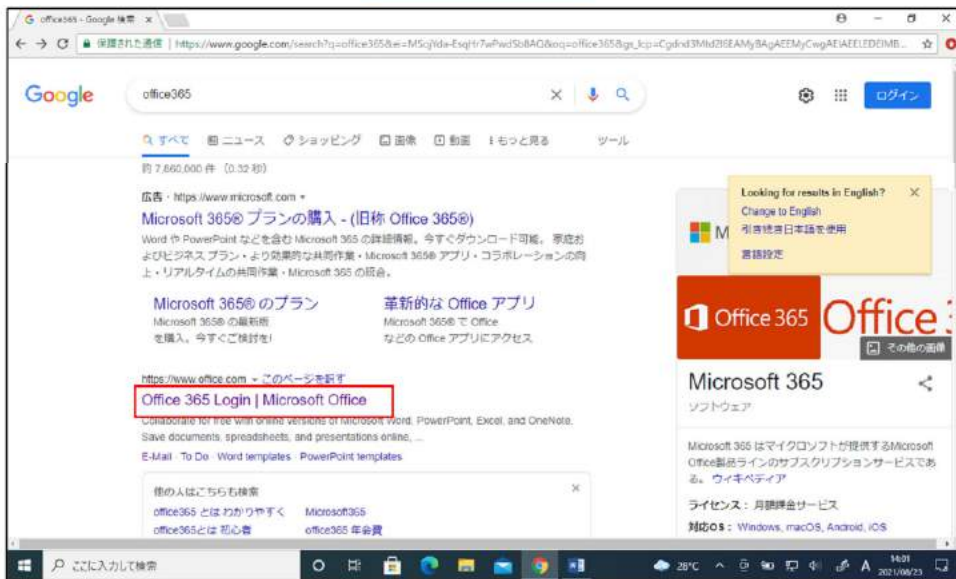 office365 - Google 検索
保護された通信 | https://www.google.com/search?q=office365
Google
office365
ログイン
すべて ニュース ショッピング 画像 動画 もっと見る ツール
約 7,660,000 件 (0.32 秒)
広告・https://www.microsoft.com
Microsoft 365® プランの購入 - (旧称 Office 365®)
Word や PowerPoint などを含む Microsoft 365 の詳細情報。今すぐダウンロード可能。 家庭お
よびビジネス プラン・より効果的な共同作業・Microsoft 365® アプリ・コラボレーションの向
上・リアルタイムの共同作業・Microsoft 365 の統合。
Microsoft 365® のプラン
Microsoft 365® の最新版
を購入。今すぐご検討を!
革新的な Office アプリ
Microsoft 365® で Office
などの Office アプリにアクセス
https://www.office.com このページを訳す
Office 365 Login | Microsoft Office
Collaborate for free with online versions of Microsoft Word, PowerPoint, Excel, and OneNote.
Save documents, spreadsheets, and presentations online, ...
E-Mail · To Do · Word templates · PowerPoint templates
他の人はこちらも検索
office365 とは わかりやすく
Microsoft365
office365とは 初心者
office365 年会費
Looking for results in English?
Change to English
引き続き日本語を使用
言語設定
M
Office 365
Office
その他の画像
Microsoft 365
ソフトウェア
Microsoft 365 はマイクロソフトが提供するMicrosoft
Office製品ラインのサブスクリプションサービスであ
る。 ウィキペディア
ライセンス: 月額課金サービス
対応OS: Windows, macOS, Android, iOS
ここに入力して検索
28°C
A
14:01
2021/08/23